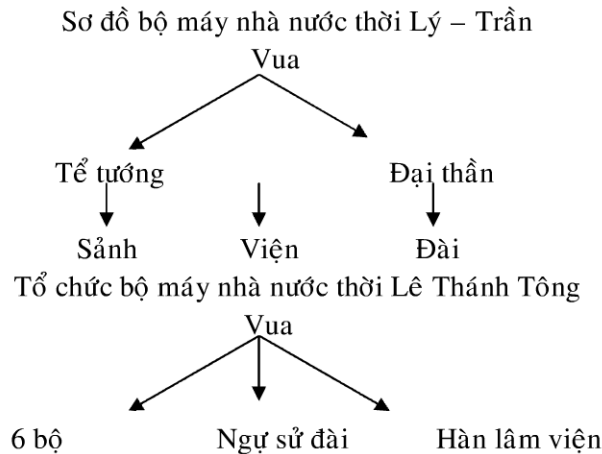 Sơ đồ bộ máy nhà nước thời Lý – Trần
Vua
Tể tướng Đại thần
Sảnh Viện Đài
Tổ chức bộ máy nhà nước thời Lê Thánh Tông
Vua
6 bộ Ngự sử đài Hàn lâm viện